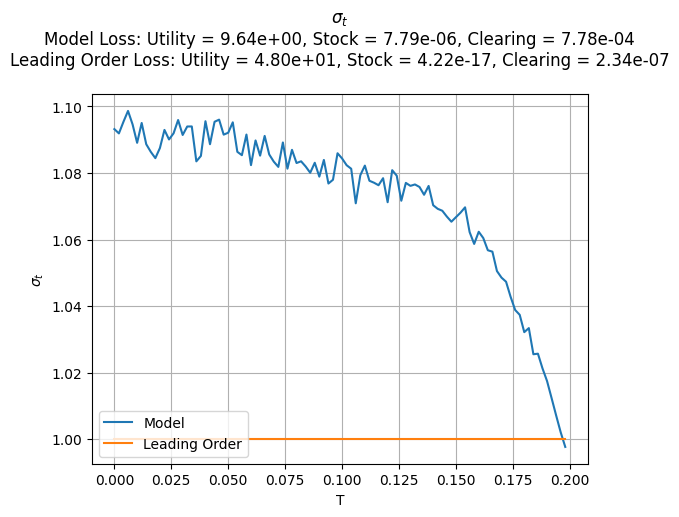 σ_t
Model Loss: Utility = 9.64e+00, Stock = 7.79e-06, Clearing = 7.78e-04
Leading Order Loss: Utility = 4.80e+01, Stock = 4.22e-17, Clearing = 2.34e-07
1.10
1.08
1.06
1.04
1.02
1.00
σ_t
Model
Leading Order
0.000 0.025 0.050 0.075 0.100 0.125 0.150 0.175 0.200
T